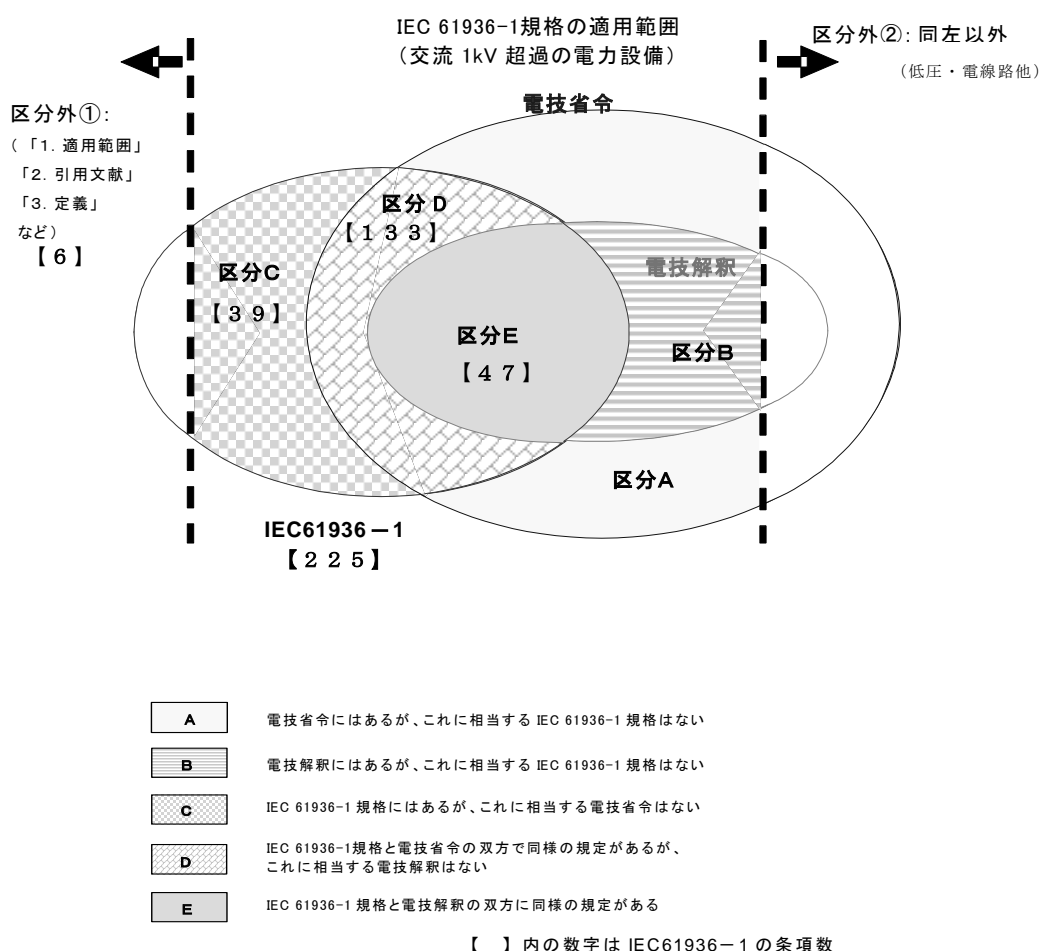 IEC 61936-1規格の適用範囲
（交流 1kV 超過の電力設備）
区分外②: 同左以外
（低圧・電線路他）
電技省令
区分外①:
（「1. 適用範囲」
「2. 引用文献」
「3. 定義」
など）
【6】
区分D
【133】
区分C
【39】
電技解釈
区分E
【47】
区分B
区分A
IEC61936－1
【225】
A 電技省令にはあるが、これに相当する IEC 61936-1 規格はない
B 電技解釈にはあるが、これに相当する IEC 61936-1 規格はない
C IEC 61936-1 規格にはあるが、これに相当する電技省令はない
D IEC 61936-1規格と電技省令の双方で同様の規定があるが、
これに相当する電技解釈はない
E IEC 61936-1 規格と電技解釈の双方に同様の規定がある
【　】内の数字は IEC61936－1 の条項数